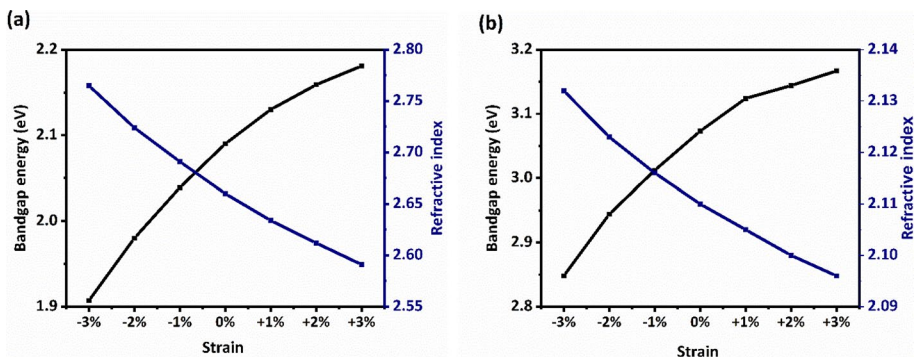 (a)
Bandgap energy (eV)
2.2
2.1
2.0
1.9
2.80
2.75
2.70
2.65
2.60
2.55
Refractive index
-3% -2% -1% 0% +1% +2% +3%
Strain
(b)
Bandgap energy (eV)
3.2
3.1
3.0
2.9
2.8
2.14
2.13
2.12
2.11
2.10
2.09
Refractive index
-3% -2% -1% 0% +1% +2% +3%
Strain